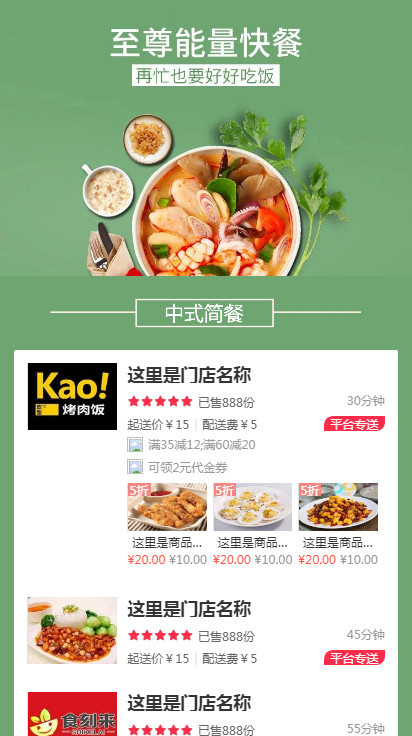 至尊能量快餐
再忙也要好好吃饭
中式简餐
Kao!
烤肉饭
这里是门店名称
已售888份
30分钟
起送价￥15 | 配送费￥5
平台专送
满35减12;满60减20
可领2元代金券
5折 5折 5折
这里是商品... 这里是商品... 这里是商品...
¥20.00 ¥10.00 ¥20.00 ¥10.00 ¥20.00 ¥10.00
这里是门店名称
已售888份
45分钟
起送价￥15 | 配送费￥5
平台专送
食刻来
这里是门店名称
已售888份
55分钟